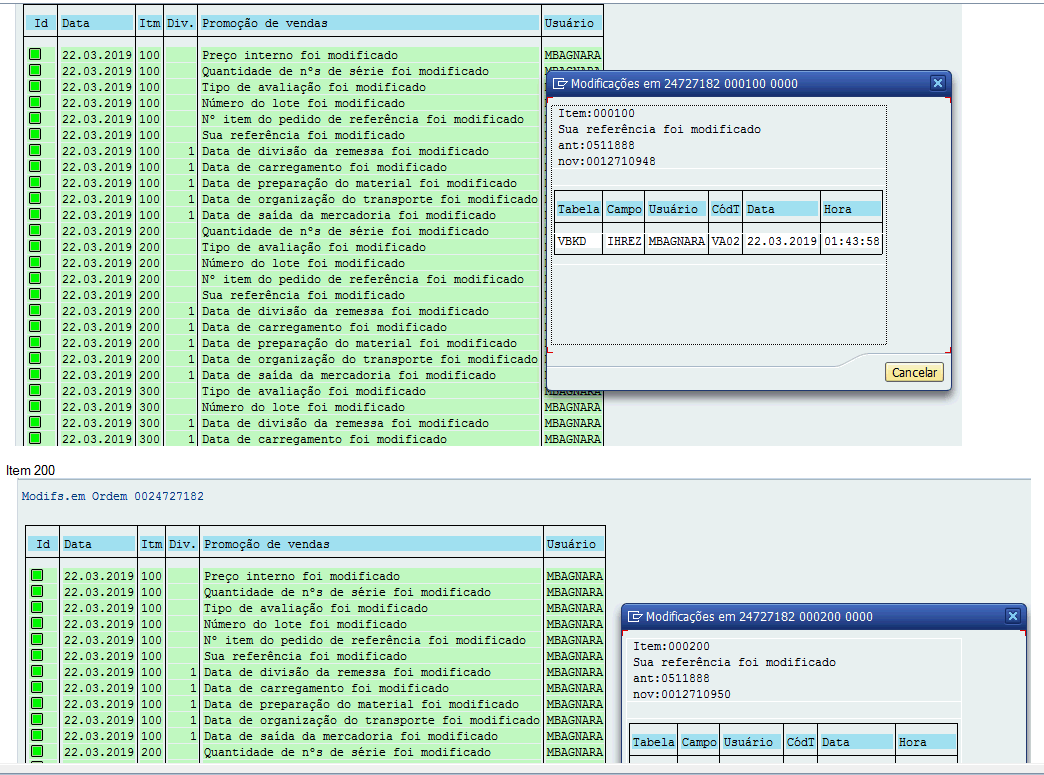 Id Data Itm Div. Promoção de vendas Usuário
22.03.2019 100 Preço interno foi modificado MBAGNARA
22.03.2019 100 Quantidade de nºs de série foi modificado MBAGNARA
22.03.2019 100 Tipo de avaliação foi modificado
22.03.2019 100 Número do lote foi modificado
22.03.2019 100 Nº item do pedido de referência foi modificado
22.03.2019 100 Sua referência foi modificado
22.03.2019 100 1 Data de divisão da remessa foi modificado
22.03.2019 100 1 Data de carregamento foi modificado
22.03.2019 100 1 Data de preparação do material foi modificado
22.03.2019 100 1 Data de organização do transporte foi modificado
22.03.2019 100 1 Data de saída da mercadoria foi modificado
22.03.2019 200 Quantidade de nºs de série foi modificado
22.03.2019 200 Tipo de avaliação foi modificado
22.03.2019 200 Número do lote foi modificado
22.03.2019 200 Nº item do pedido de referência foi modificado
22.03.2019 200 Sua referência foi modificado
22.03.2019 200 1 Data de divisão da remessa foi modificado
22.03.2019 200 1 Data de carregamento foi modificado
22.03.2019 200 1 Data de preparação do material foi modificado
22.03.2019 200 1 Data de organização do transporte foi modificado
22.03.2019 200 1 Data de saída da mercadoria foi modificado
22.03.2019 300 Tipo de avaliação foi modificado MBAGNARA
22.03.2019 300 Número do lote foi modificado MBAGNARA
22.03.2019 300 1 Data de divisão da remessa foi modificado MBAGNARA
22.03.2019 300 1 Data de carregamento foi modificado MBAGNARA
Modificações em 24727182 000100 0000
Item:000100
Sua referência foi modificado
ant:0511888
nov:0012710948
Tabela Campo Usuário CódT Data Hora
VBKD IHREZ MBAGNARA VA02 22.03.2019 01:43:58
Cancelar
Item 200
Modifs.em Ordem 0024727182
Id Data Itm Div. Promoção de vendas Usuário
22.03.2019 100 Preço interno foi modificado MBAGNARA
22.03.2019 100 Quantidade de nºs de série foi modificado MBAGNARA
22.03.2019 100 Tipo de avaliação foi modificado MBAGNARA
22.03.2019 100 Número do lote foi modificado MBAGNARA
22.03.2019 100 Nº item do pedido de referência foi modificado MBAGNARA
22.03.2019 100 Sua referência foi modificado MBAGNARA
22.03.2019 100 1 Data de divisão da remessa foi modificado MBAGNARA
22.03.2019 100 1 Data de carregamento foi modificado MBAGNARA
22.03.2019 100 1 Data de preparação do material foi modificado MBAGNARA
22.03.2019 100 1 Data de organização do transporte foi modificado MBAGNARA
22.03.2019 100 1 Data de saída da mercadoria foi modificado MBAGNARA
22.03.2019 200 Quantidade de nºs de série foi modificado MBAGNARA
Modificações em 24727182 000200 0000
Item:000200
Sua referência foi modificado
ant:0511888
nov:0012710950
Tabela Campo Usuário CódT Data Hora